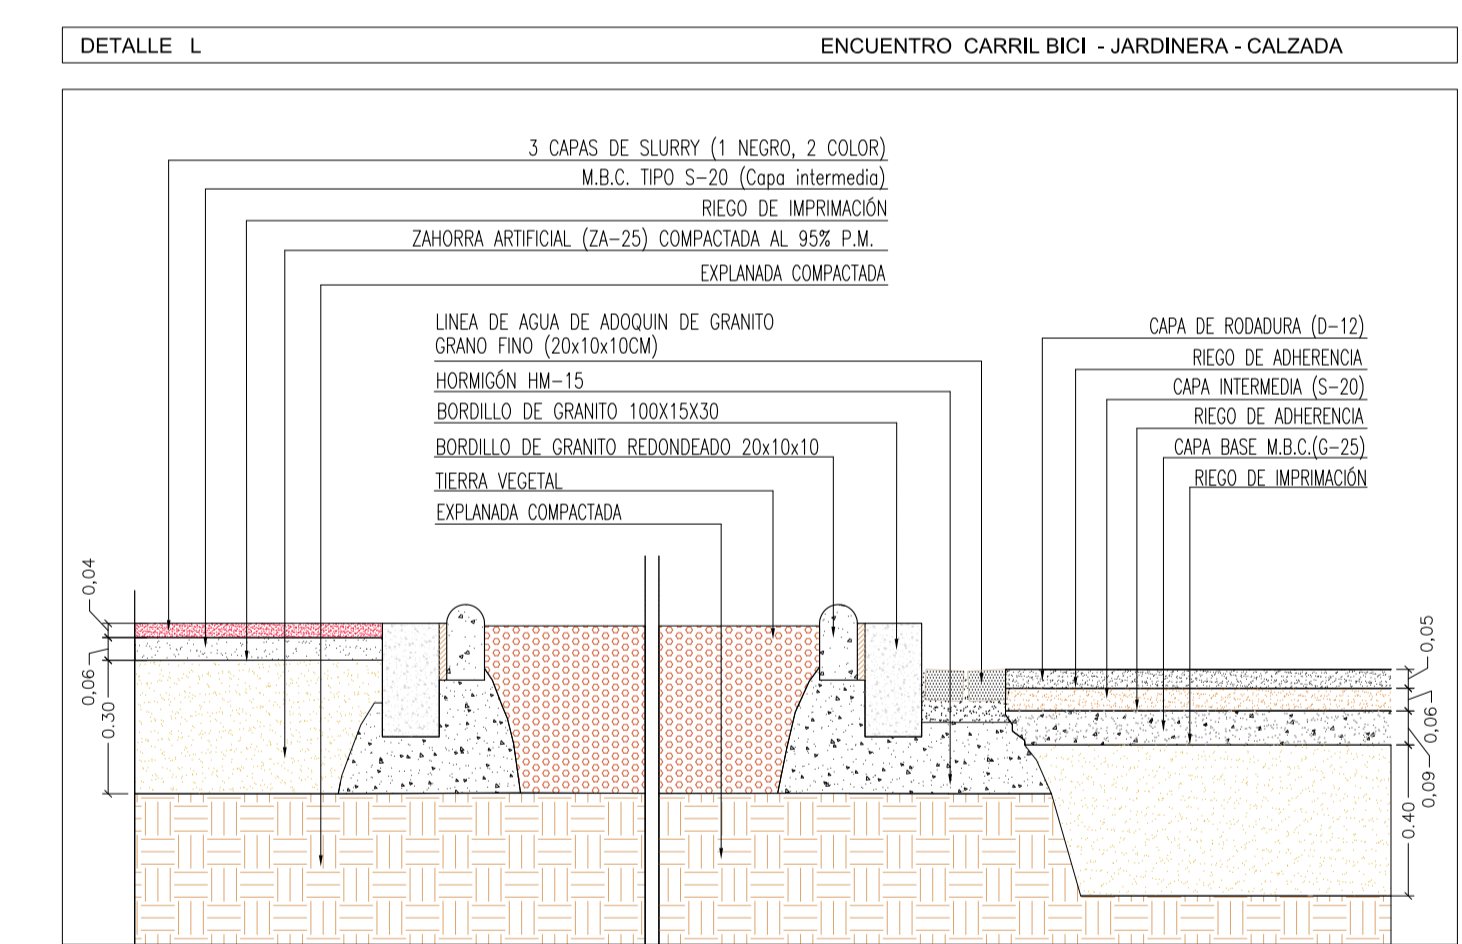 DETALLE L
ENCUENTRO CARRIL BICI - JARDINERA - CALZADA
3 CAPAS DE SLURRY (1 NEGRO, 2 COLOR)
M.B.C. TIPO S-20 (Capa intermedia)
RIEGO DE IMPRIMACIÓN
ZAHORRA ARTIFICIAL (ZA-25) COMPACTADA AL 95% P.M.
EXPLANADA COMPACTADA
LINEA DE AGUA DE ADOQUIN DE GRANITO
GRANO FINO (20x10x10CM)
HORMIGÓN HM-15
BORDILLO DE GRANITO 100X15X30
BORDILLO DE GRANITO REDONDEADO 20x10x10
TIERRA VEGETAL
EXPLANADA COMPACTADA
CAPA DE RODADURA (D-12)
RIEGO DE ADHERENCIA
CAPA INTERMEDIA (S-20)
RIEGO DE ADHERENCIA
CAPA BASE M.B.C.(G-25)
RIEGO DE IMPRIMACIÓN
0,04
0,06
0.30
0,05
0,06
0,09
0.40